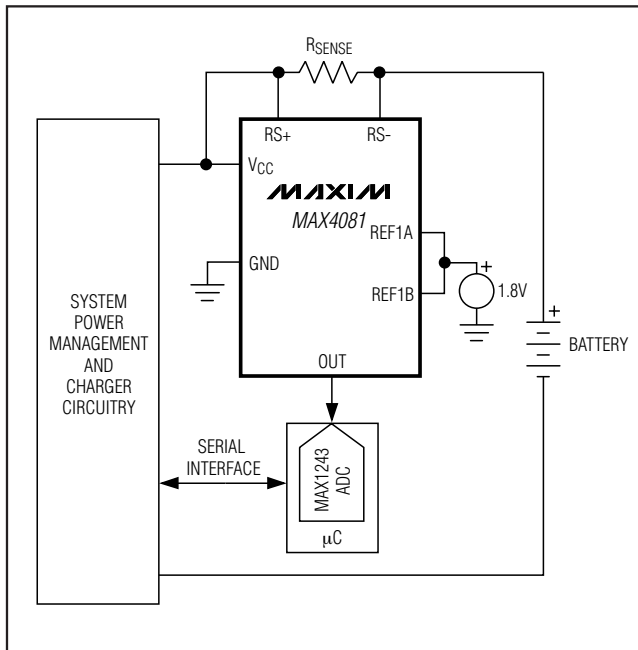 RSENSE
RS+
RS-
VCC
MAXIM
MAX4081
REF1A
GND
+
1.8V
REF1B
SYSTEM
POWER
MANAGEMENT
AND
CHARGER
CIRCUITRY
+
BATTERY
OUT
SERIAL
INTERFACE
MAX1243
ADC
µC